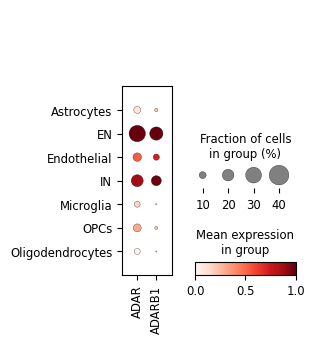 Astrocytes
EN
Endothelial
IN
Microglia
OPCs
Oligodendrocytes
ADAR
ADARB1
Fraction of cells
in group (%)
10 20 30 40
Mean expression
in group
0.0 0.5 1.0